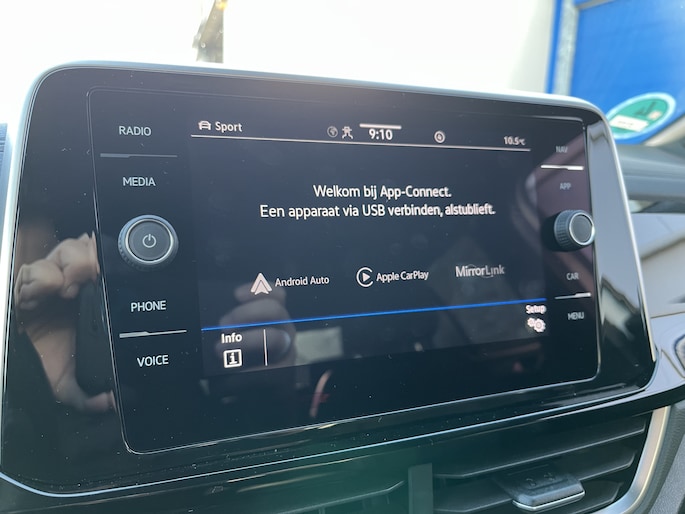 RADIO
MEDIA
PHONE
VOICE
Sport
9:10
10.5°C
Welkom bij App-Connect.
Een apparaat via USB verbinden, alstublieft.
Android Auto
Apple CarPlay
MirrorLink
Info
Setup
NAV
APP
CAR
MENU